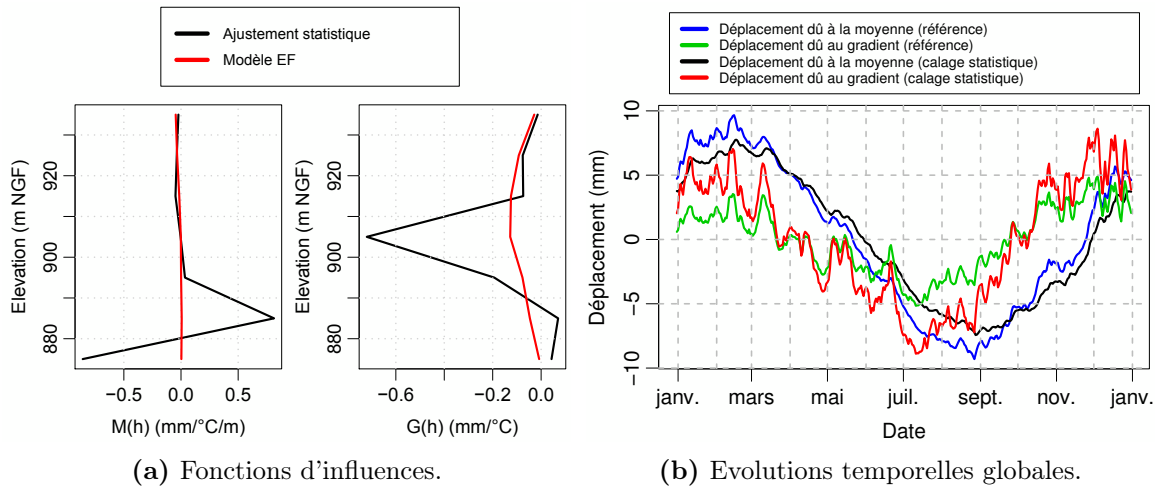 Ajustement statistique
Modèle EF
Elevation (m NGF)
880
900
920
−0.5
0.0
0.5
M(h) (mm/°C/m)
Elevation (m NGF)
880
900
920
−0.6
−0.2
0.0
G(h) (mm/°C)
(a) Fonctions d'influences.
Déplacement dû à la moyenne (référence)
Déplacement dû au gradient (référence)
Déplacement dû à la moyenne (calage statistique)
Déplacement dû au gradient (calage statistique)
Déplacement (mm)
10
5
0
−5
−10
janv.
mars
mai
juil.
sept.
nov.
janv.
Date
(b) Evolutions temporelles globales.